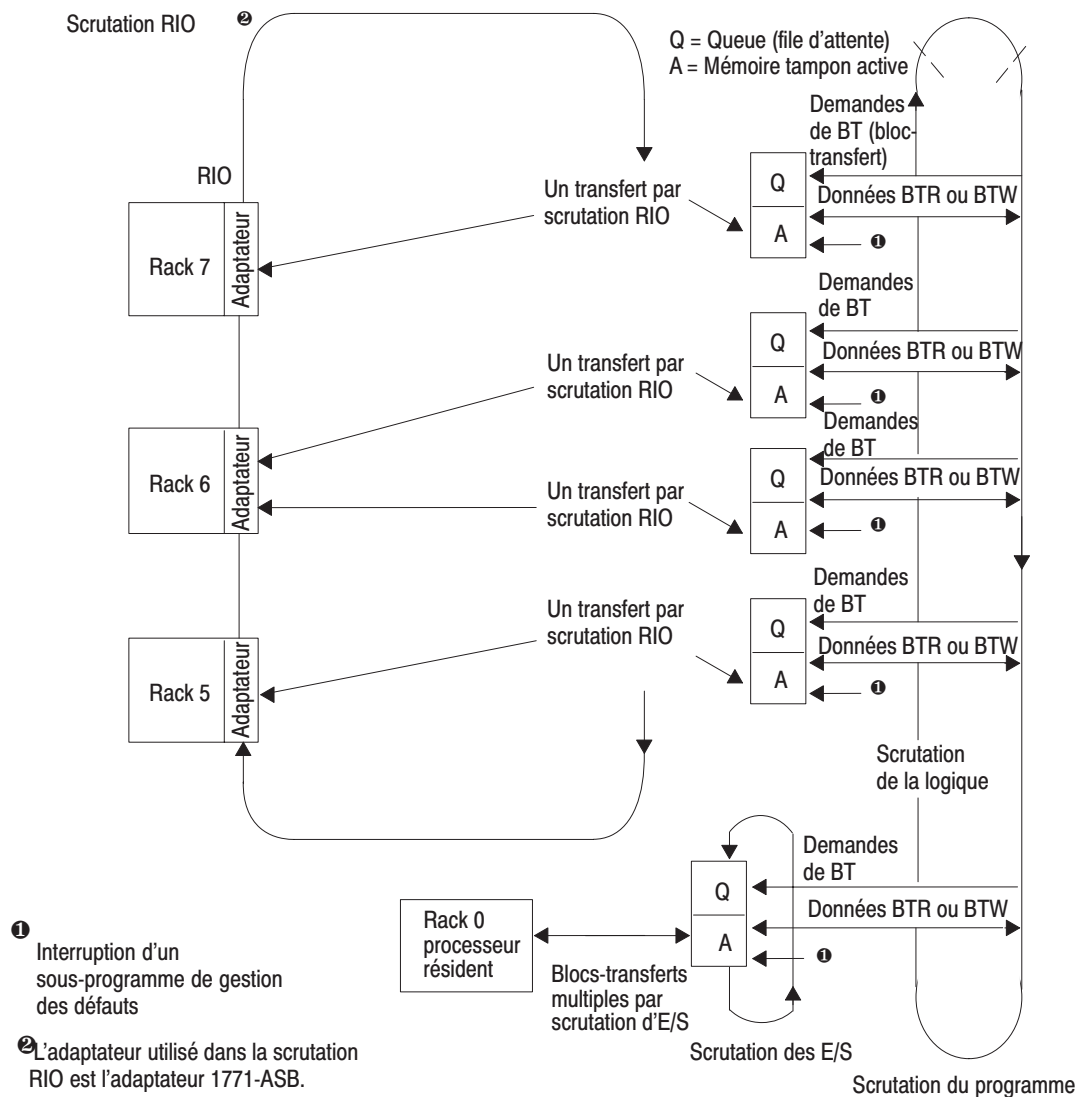 Scrutation RIO ❷
Q = Queue (file d'attente)
A = Mémoire tampon active
Demandes
de BT (bloc-
transfert)
RIO
Rack 7
Adaptateur
Un transfert par
scrutation RIO
Q
A
Données BTR ou BTW
❶
Demandes
de BT
Un transfert par
scrutation RIO
Q
A
Données BTR ou BTW
❶
Rack 6
Adaptateur
Demandes
de BT
Un transfert par
scrutation RIO
Q
A
Données BTR ou BTW
❶
Demandes
de BT
Rack 5
Adaptateur
Un transfert par
scrutation RIO
Q
A
Données BTR ou BTW
❶
Scrutation
de la logique
Demandes
de BT
Rack 0
processeur
résident
Q
A
Données BTR ou BTW
❶
Blocs-transferts
multiples par
scrutation d'E/S
Scrutation des E/S
Scrutation du programme
❶
Interruption d'un
sous-programme de gestion
des défauts
❷L'adaptateur utilisé dans la scrutation
RIO est l'adaptateur 1771-ASB.